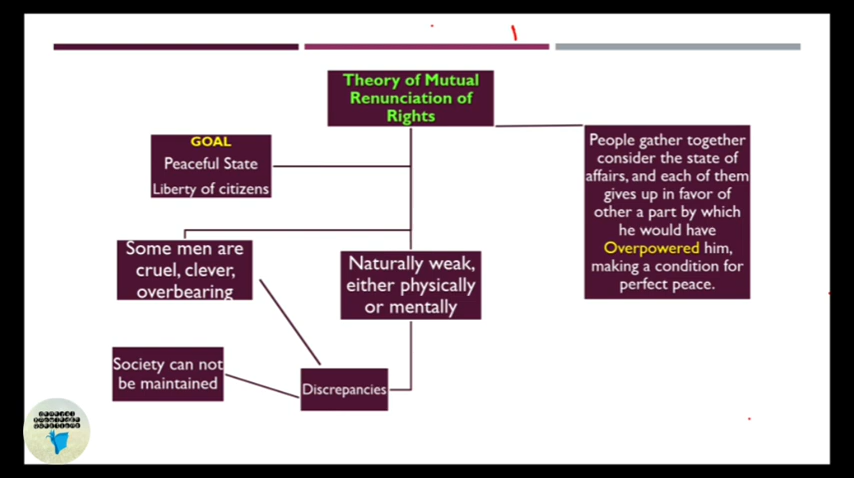 Theory of Mutual
Renunciation of
Rights
GOAL
Peaceful State
Liberty of citizens
People gather together
consider the state of
affairs, and each of them
gives up in favor of
other a part by which
he would have
Overpowered him,
making a condition for
perfect peace.
Some men are
cruel, clever,
overbearing
Naturally weak,
either physically
or mentally
Society can not
be maintained
Discrepancies